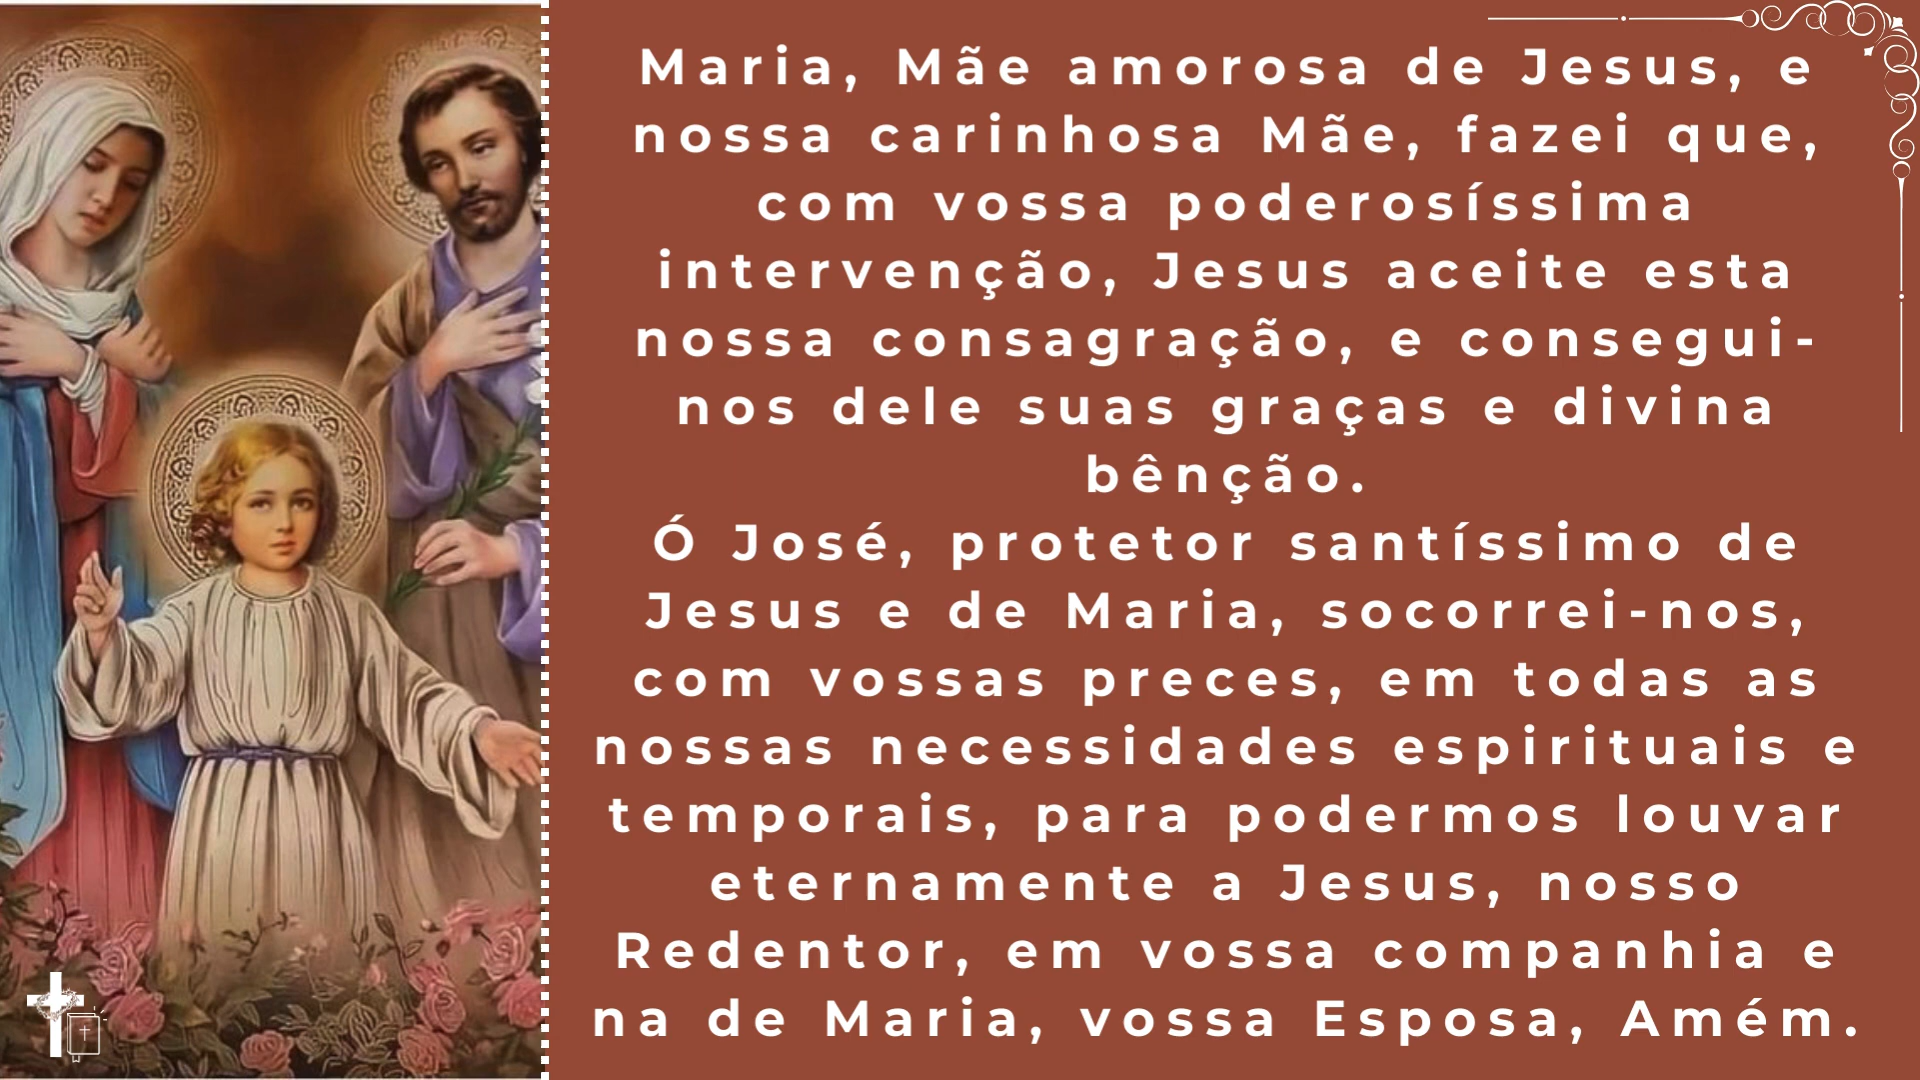 Maria, Mãe amorosa de Jesus, e
nossa carinhosa Mãe, fazei que,
com vossa poderosíssima
intervenção, Jesus aceite esta
nossa consagração, e consegui-
nos dele suas graças e divina
bênção.
Ó José, protetor santíssimo de
Jesus e de Maria, socorrei-nos,
com vossas preces, em todas as
nossas necessidades espirituais e
temporais, para podermos louvar
eternamente a Jesus, nosso
Redentor, em vossa companhia e
na de Maria, vossa Esposa, Amém.